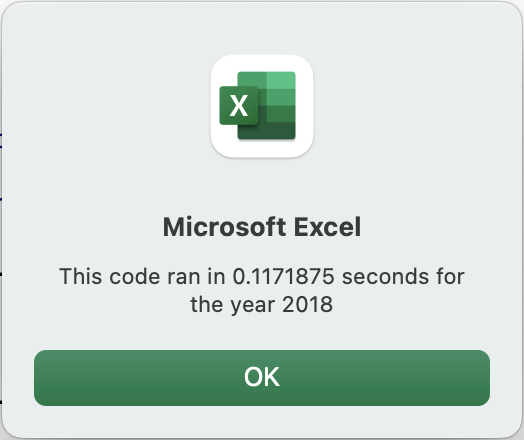 X
Microsoft Excel
This code ran in 0.1171875 seconds for
the year 2018
OK